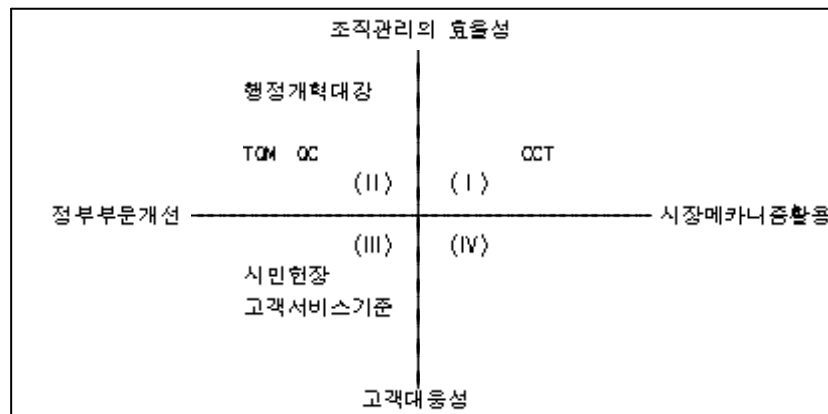 조직관리의 효율성
행정개혁대강
TQM QC CCT
(II) (I)
정부부문개선 시장메카니즘활용
(III) (IV)
시민헌장
고객서비스기준
고객대응성